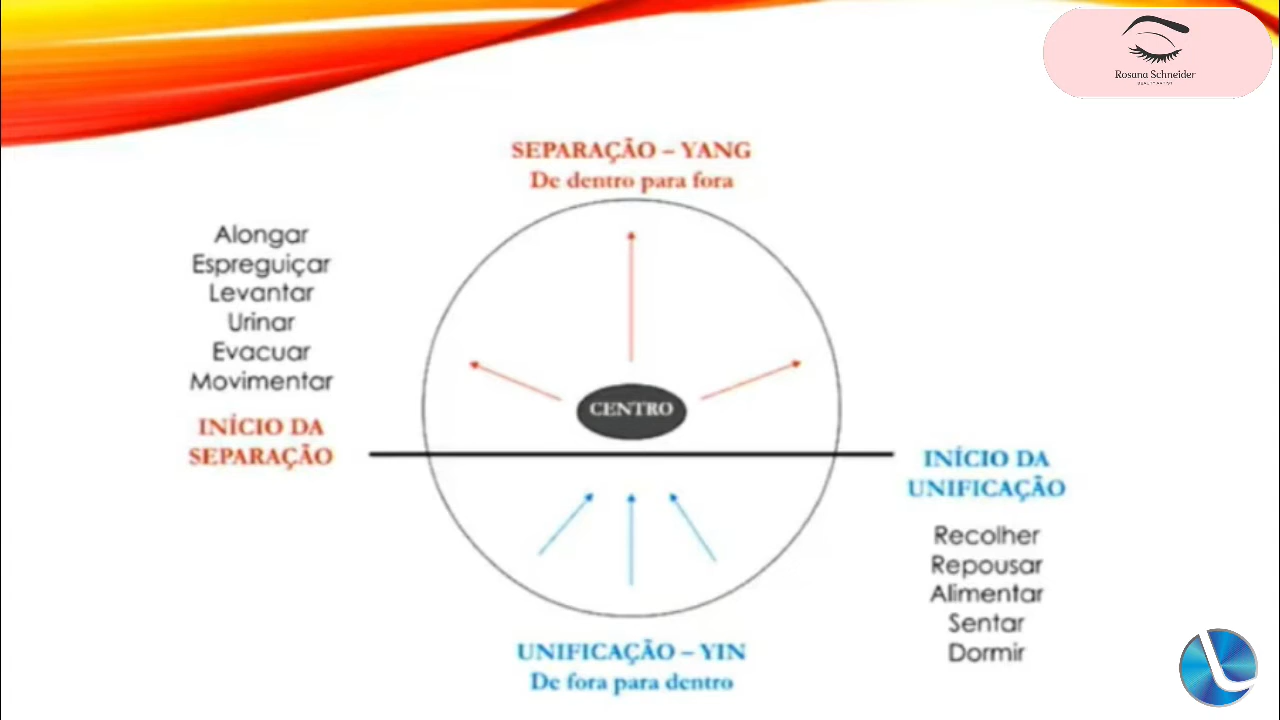 Rosana Schneider
SEPARAÇÃO – YANG
De dentro para fora
Alongar
Espreguiçar
Levantar
Urinar
Evacuar
Movimentar
INÍCIO DA
SEPARAÇÃO
CENTRO
INÍCIO DA
UNIFICAÇÃO
Recolher
Repousar
Alimentar
Sentar
Dormir
UNIFICAÇÃO – YIN
De fora para dentro